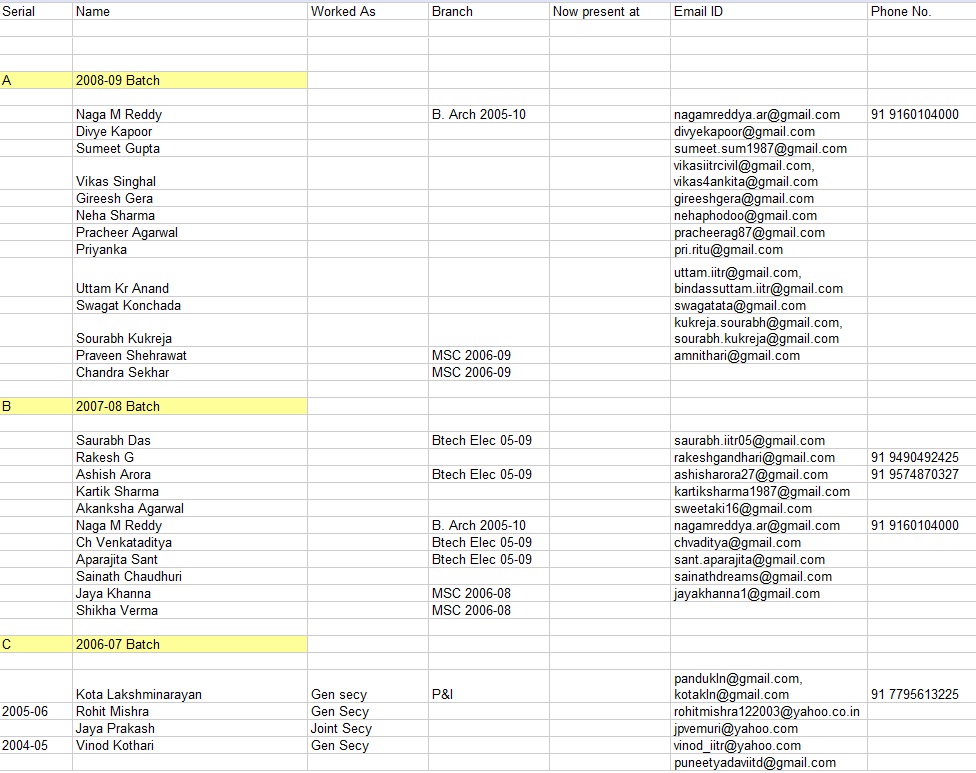 Serial Name Worked As Branch Now present at Email ID Phone No.
A 2008-09 Batch
Naga M Reddy B. Arch 2005-10 nagamreddya.ar@gmail.com 91 9160104000
Divye Kapoor divyekapoor@gmail.com
Sumeet Gupta sumeet.sum1987@gmail.com
vikasiitrcivil@gmail.com,
Vikas Singhal vikas4ankita@gmail.com
Gireesh Gera gireeshgera@gmail.com
Neha Sharma nehaphodoo@gmail.com
Pracheer Agarwal pracheerag87@gmail.com
Priyanka pri.ritu@gmail.com
uttam.iitr@gmail.com,
Uttam Kr Anand bindassuttam.iitr@gmail.com
Swagat Konchada swagatata@gmail.com
kukreja.sourabh@gmail.com,
Sourabh Kukreja sourabh.kukreja@gmail.com
Praveen Shehrawat MSC 2006-09 amnithari@gmail.com
Chandra Sekhar MSC 2006-09
B 2007-08 Batch
Saurabh Das Btech Elec 05-09 saurabh.iitr05@gmail.com
Rakesh G rakeshgandhari@gmail.com 91 9490492425
Ashish Arora Btech Elec 05-09 ashisharora27@gmail.com 91 9574870327
Kartik Sharma kartiksharma1987@gmail.com
Akanksha Agarwal sweetaki16@gmail.com
Naga M Reddy B. Arch 2005-10 nagamreddya.ar@gmail.com 91 9160104000
Ch Venkataditya Btech Elec 05-09 chvaditya@gmail.com
Aparajita Sant Btech Elec 05-09 sant.aparajita@gmail.com
Sainath Chaudhuri sainathdreams@gmail.com
Jaya Khanna MSC 2006-08 jayakhanna1@gmail.com
Shikha Verma MSC 2006-08
C 2006-07 Batch
pandukln@gmail.com,
Kota Lakshminarayan Gen secy P&I kotakln@gmail.com 91 7795613225
2005-06 Rohit Mishra Gen Secy rohitmishra122003@yahoo.co.in
Jaya Prakash Joint Secy jpvemuri@yahoo.com
2004-05 Vinod Kothari Gen Secy vinod_iitr@yahoo.com
puneetyadaviitd@gmail.com